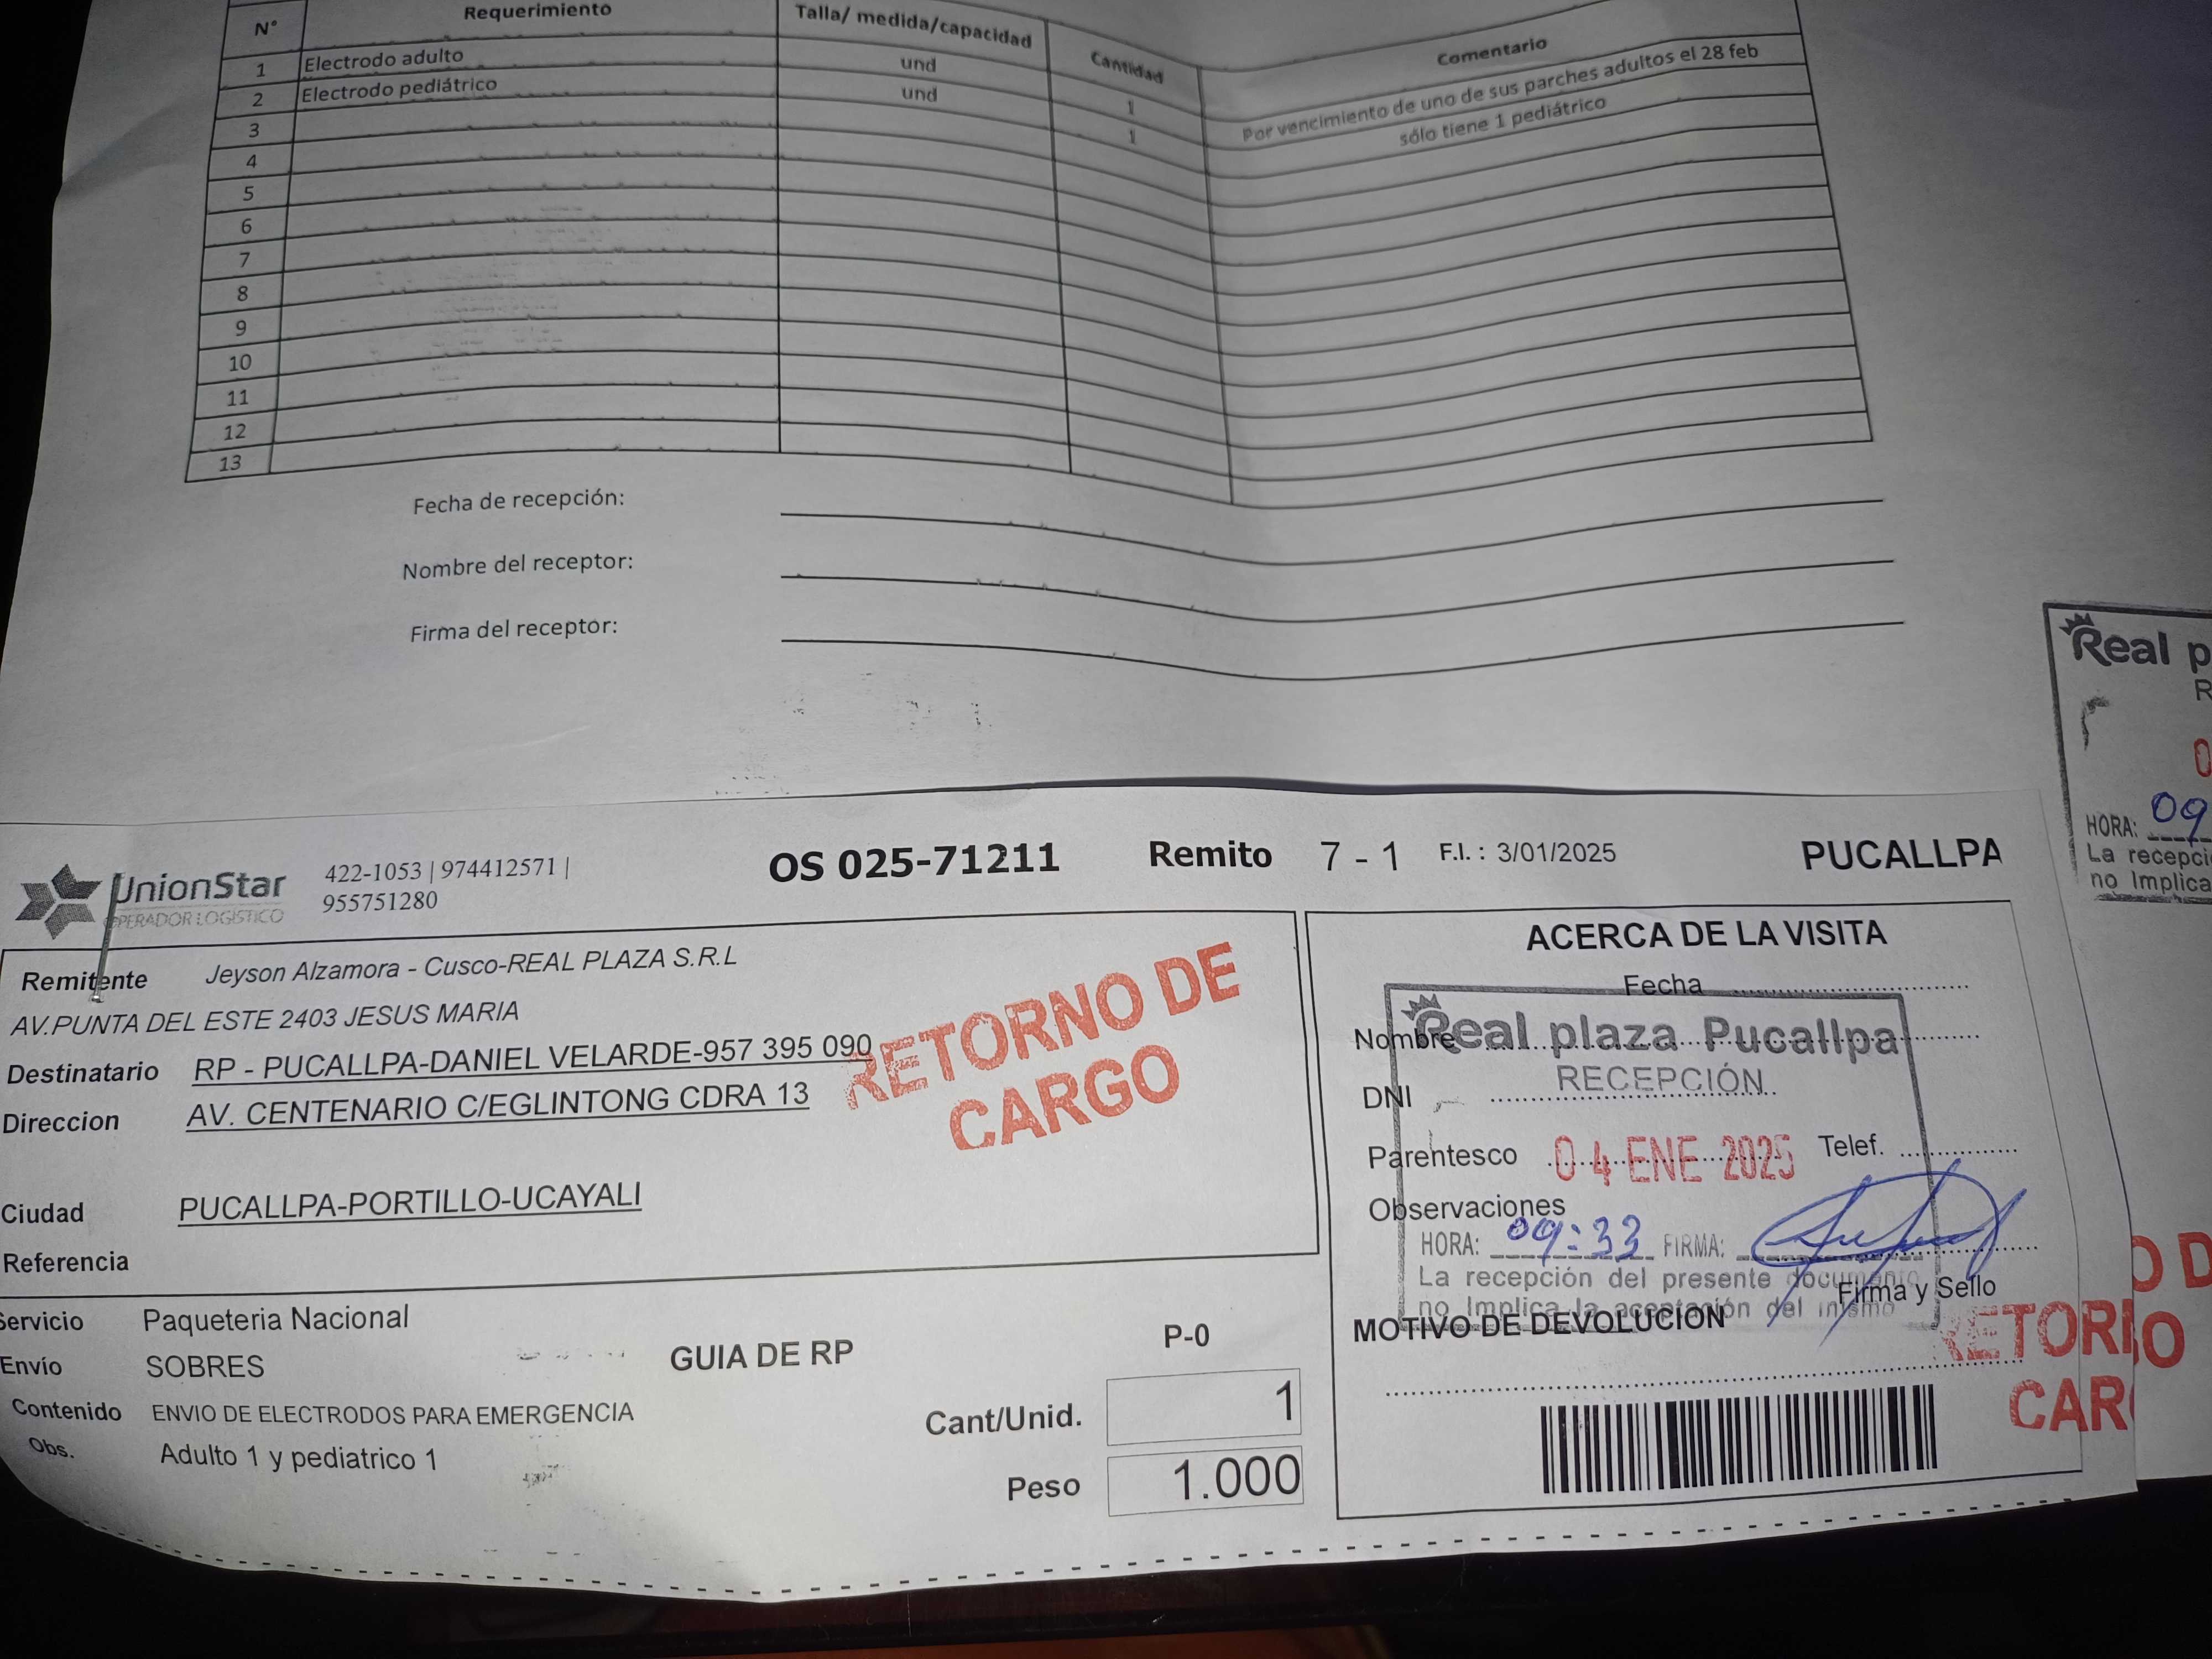 N° Requerimiento Talla/ medida/capacidad Cantidad Comentario
1 Electrodo adulto und 1 Por vencimiento de uno de sus parches adultos el 28 feb
2 Electrodo pediátrico und 1 sólo tiene 1 pediátrico
3
4
5
6
7
8
9
10
11
12
13
Fecha de recepción:
Nombre del receptor:
Firma del receptor:
Real p
R
0
HORA: 09
La recepci
no Implica
UnionStar
OPERADOR LOGISTICO
422-1053 | 974412571 |
955751280
OS 025-71211 Remito 7 - 1 F.I. : 3/01/2025 PUCALLPA
Remitente Jeyson Alzamora - Cusco-REAL PLAZA S.R.L
AV.PUNTA DEL ESTE 2403 JESUS MARIA
Destinatario RP - PUCALLPA-DANIEL VELARDE-957 395 090
Direccion AV. CENTENARIO C/EGLINTONG CDRA 13
Ciudad PUCALLPA-PORTILLO-UCAYALI
Referencia
RETORNO DE
CARGO
Servicio Paqueteria Nacional
Envío SOBRES
GUIA DE RP
P-0
Contenido ENVIO DE ELECTRODOS PARA EMERGENCIA
Obs. Adulto 1 y pediatrico 1
Cant/Unid. 1
Peso 1.000
ACERCA DE LA VISITA
Fecha
Nombre
DNI
Parentesco Telef.
Observaciones
Firma y Sello
MOTIVO DE DEVOLUCION
Real plaza Pucallpa
RECEPCIÓN
04 ENE 2025
HORA: 09:33 FIRMA:
La recepción del presente documento
no Implica la aceptación del mismo
RETOR
CAR
O D
O